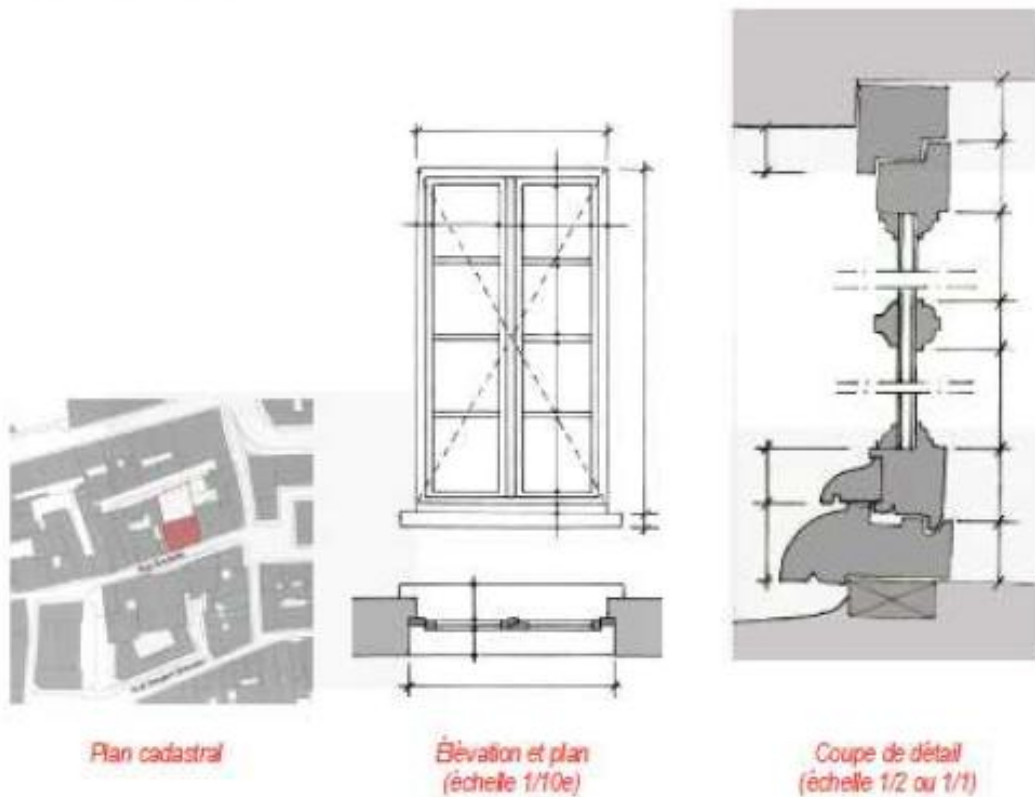 Plan cadastral
Élévation et plan
(échelle 1/10e)
Coupe de détail
(échelle 1/2 ou 1/1)